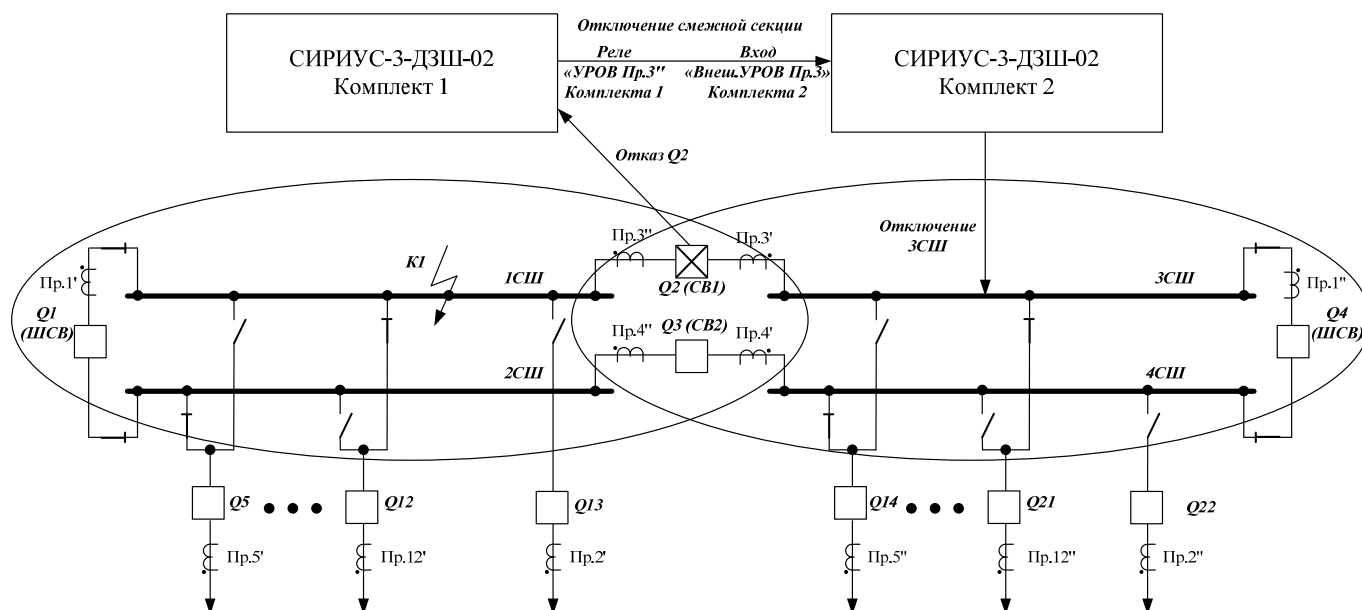 СИРИУС-3-ДЗШ-02
Комплект 1
Отключение смежной секции
Реле
«УРОВ Пр.3"
Комплекта 1
Вход
«Внеш.УРОВ Пр.3»
Комплекта 2
СИРИУС-3-ДЗШ-02
Комплект 2
Отказ Q2
Отключение
3СШ
Пр.1'
Q1
(ШСВ)
К1
1СШ
Пр.3"
Пр.3'
Q2 (СВ1)
3СШ
Пр.1"
Q4
(ШСВ)
Пр.4"
Q3 (СВ2)
Пр.4'
2СШ
4СШ
Q5
Q12
Q13
Q14
Q21
Q22
Пр.5'
Пр.12'
Пр.2'
Пр.5"
Пр.12"
Пр.2"